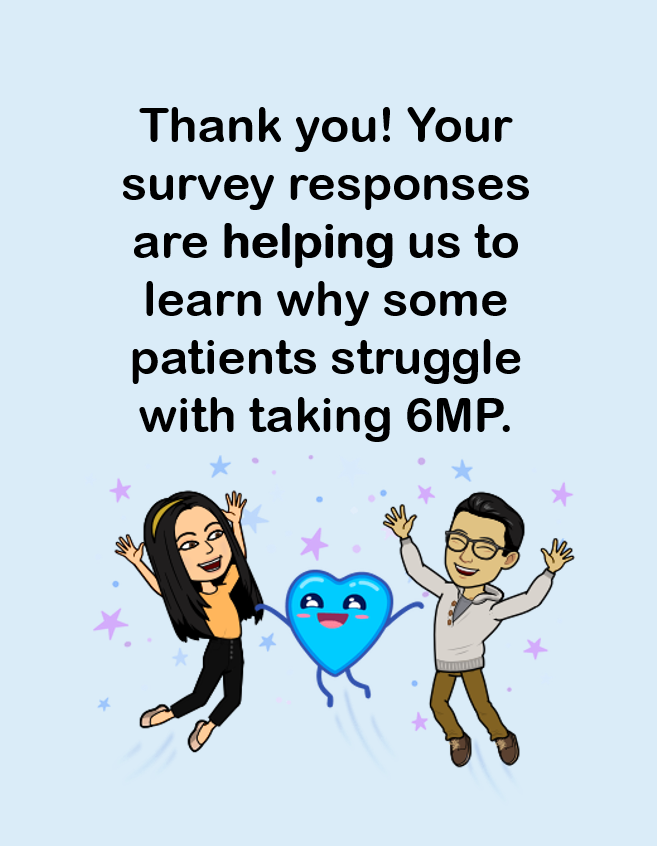 Thank you! Your
survey responses
are helping us to
learn why some
patients struggle
with taking 6MP.